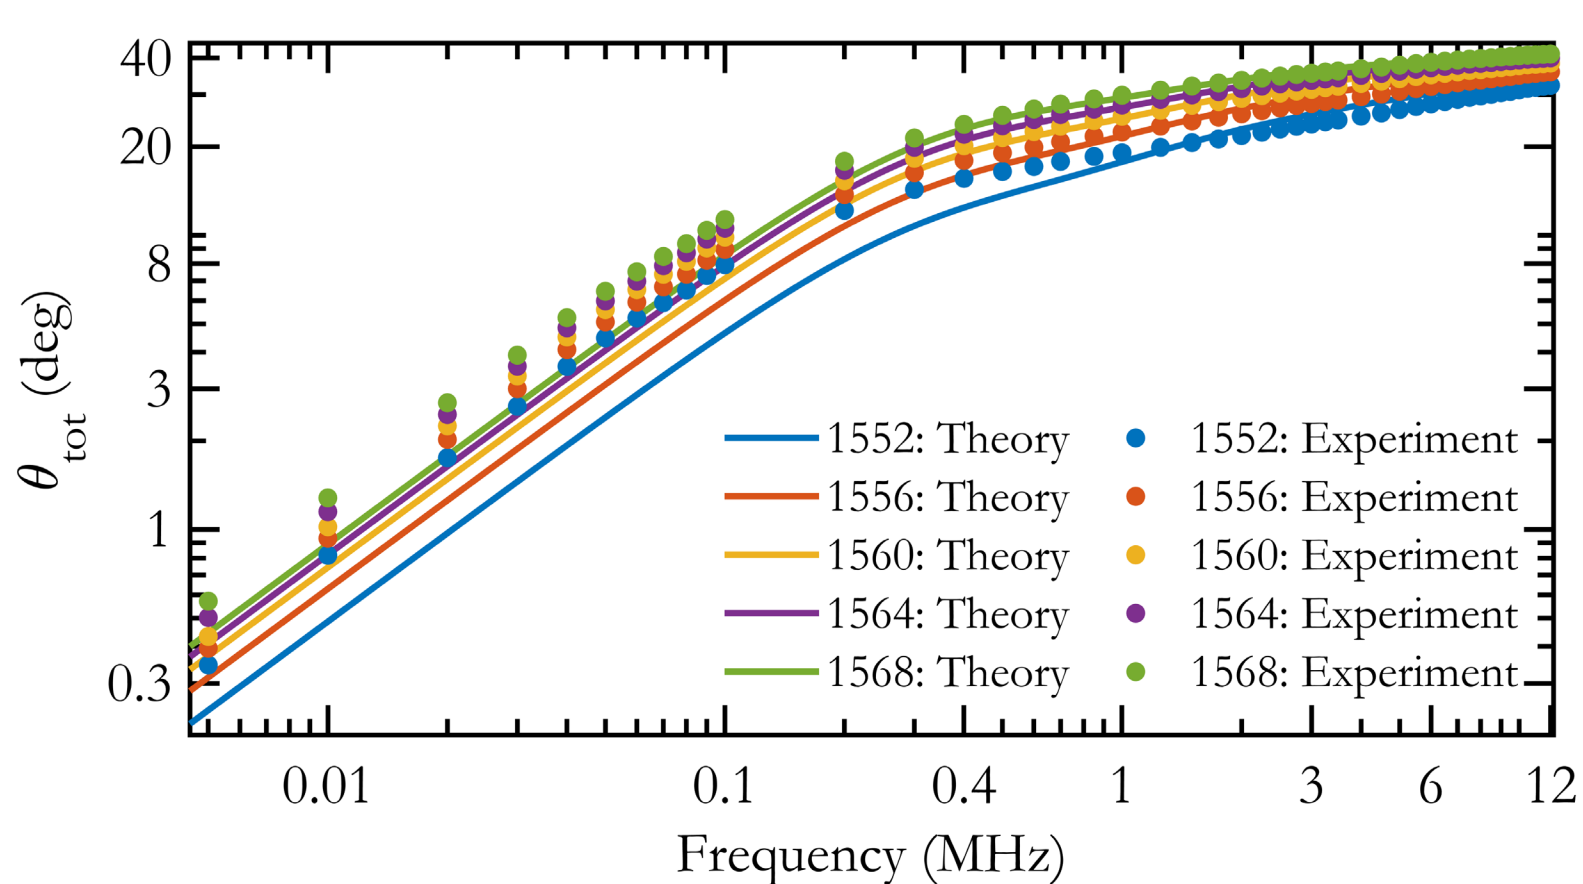 40
20
8
3
1
0.3
θtot (deg)
1552: Theory 1552: Experiment
1556: Theory 1556: Experiment
1560: Theory 1560: Experiment
1564: Theory 1564: Experiment
1568: Theory 1568: Experiment
0.01 0.1 0.4 1 3 6 12
Frequency (MHz)